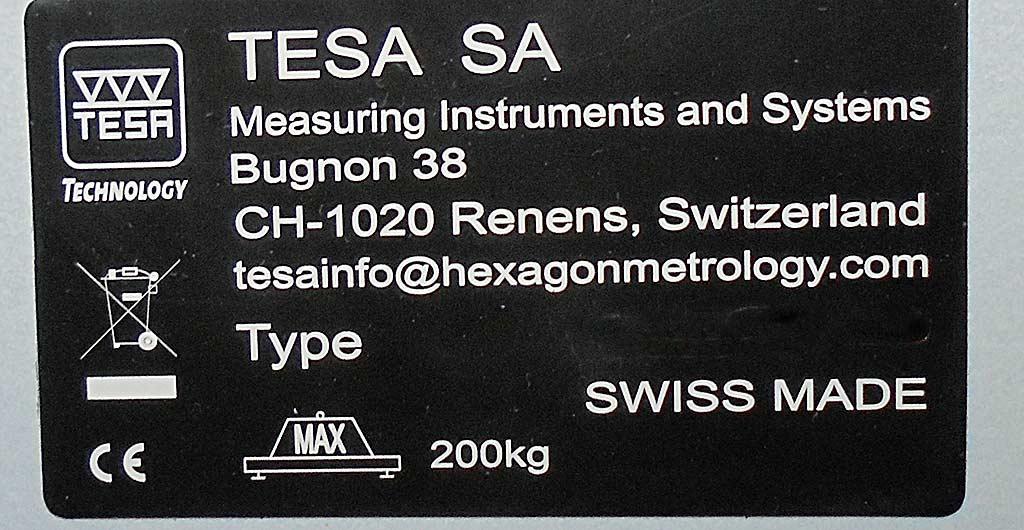 TESA
TECHNOLOGY
TESA SA
Measuring Instruments and Systems
Bugnon 38
CH-1020 Renens, Switzerland
tesainfo@hexagonmetrology.com
Type
SWISS MADE
CE
MAX
200kg